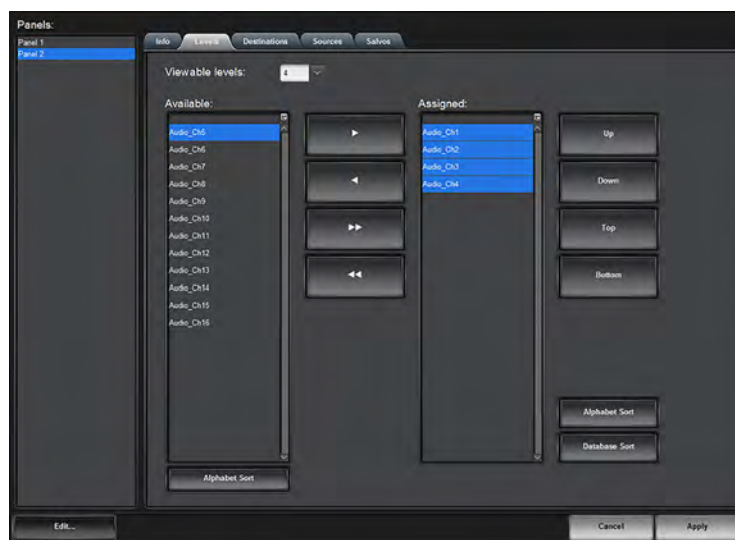 Panels:
Panel 1
Panel 2
Info Levels Destinations Sources Salvos
Viewable levels: 4
Available:
Assigned:
Audio_Ch5
Audio_Ch6
Audio_Ch7
Audio_Ch8
Audio_Ch9
Audio_Ch10
Audio_Ch11
Audio_Ch12
Audio_Ch13
Audio_Ch14
Audio_Ch15
Audio_Ch16
Alphabet Sort
Audio_Ch1
Audio_Ch2
Audio_Ch3
Audio_Ch4
Up
Down
Top
Bottom
Alphabet Sort
Database Sort
Edit...
Cancel
Apply